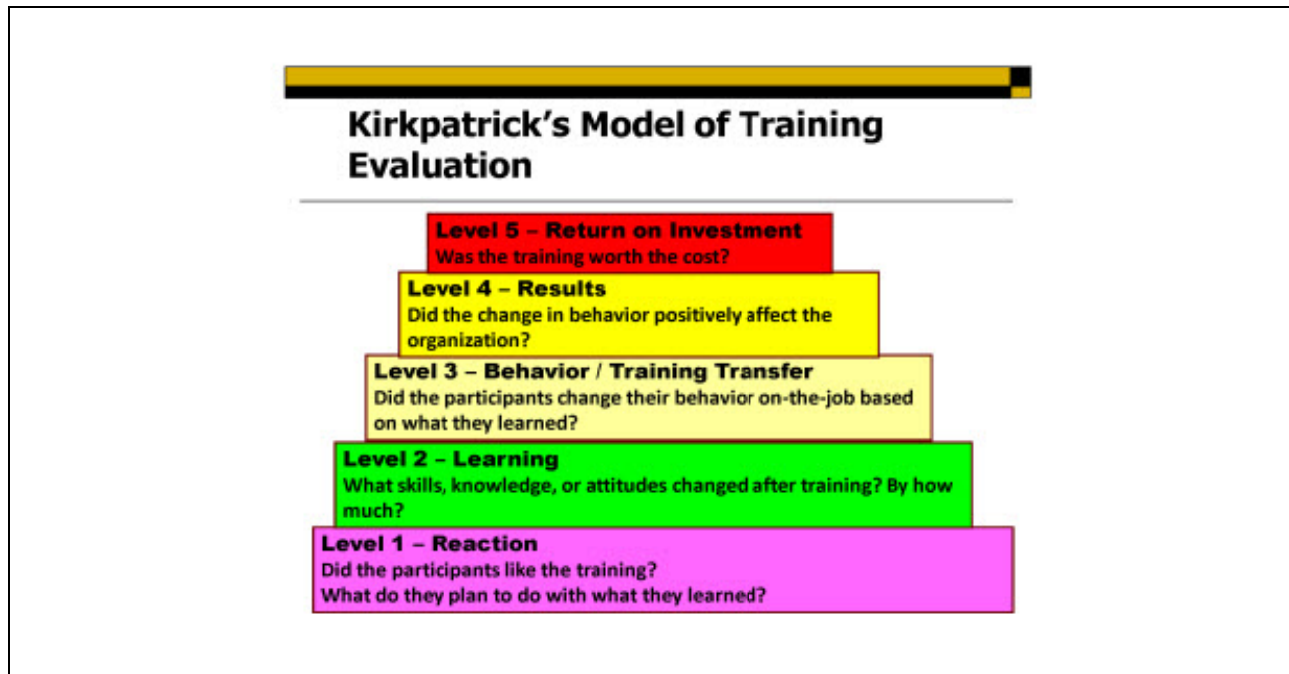 Kirkpatrick’s Model of Training
Evaluation
Level 5 – Return on Investment
Was the training worth the cost?
Level 4 – Results
Did the change in behavior positively affect the
organization?
Level 3 – Behavior / Training Transfer
Did the participants change their behavior on-the-job based
on what they learned?
Level 2 – Learning
What skills, knowledge, or attitudes changed after training? By how
much?
Level 1 – Reaction
Did the participants like the training?
What do they plan to do with what they learned?